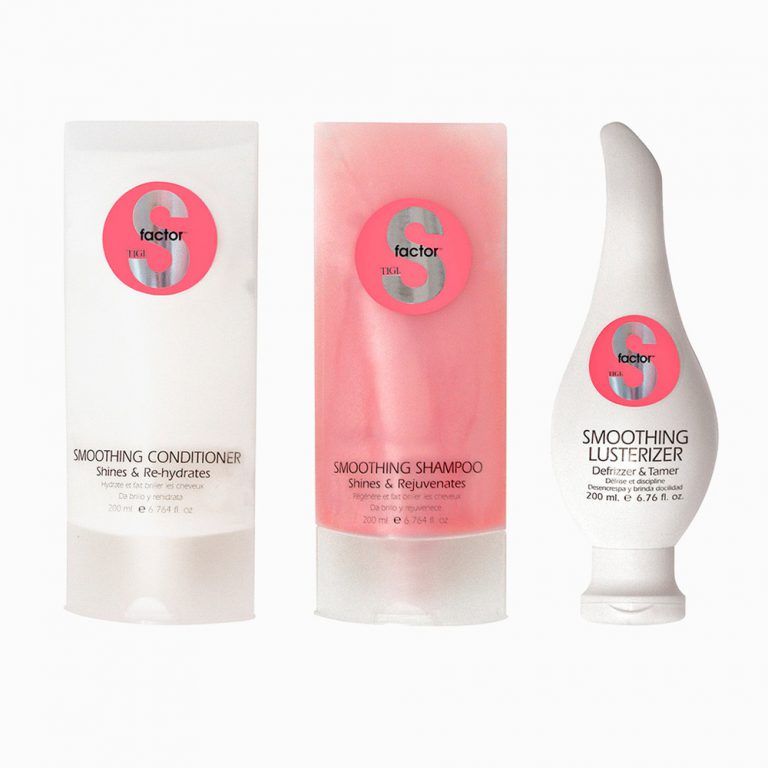 S
factor™
TIGI
SMOOTHING CONDITIONER
Shines & Re-hydrates
Hydrate et fait briller les cheveux
Da brillo y rehidrata
200 ml. e 6.764 fl. oz.
S
factor™
TIGI
SMOOTHING SHAMPOO
Shines & Rejuvenates
Régénère et fait briller les cheveux
Da brillo y rejuvenece
200 ml. e 6.764 fl. oz.
S
factor™
TIGI
SMOOTHING
LUSTERIZER
Defrizzer & Tamer
Défrise et discipline
Desencrespa y brinda docilidad
200 ml. e 6.76 fl. oz.